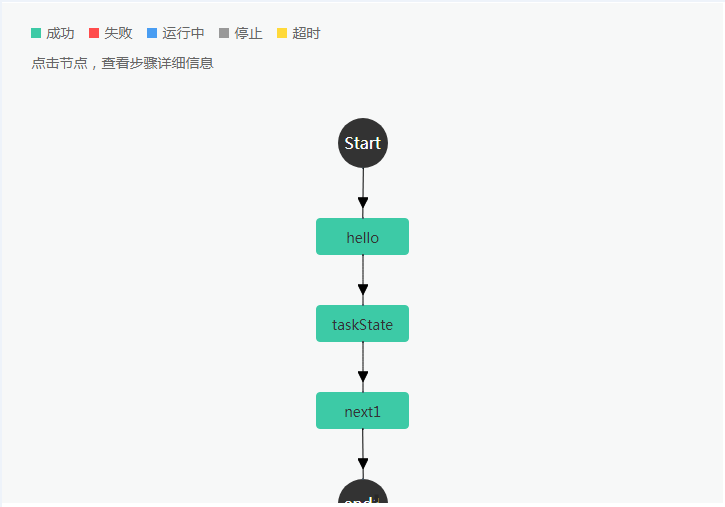 成功 失败 运行中 停止 超时
点击节点，查看步骤详细信息
Start
hello
taskState
next1